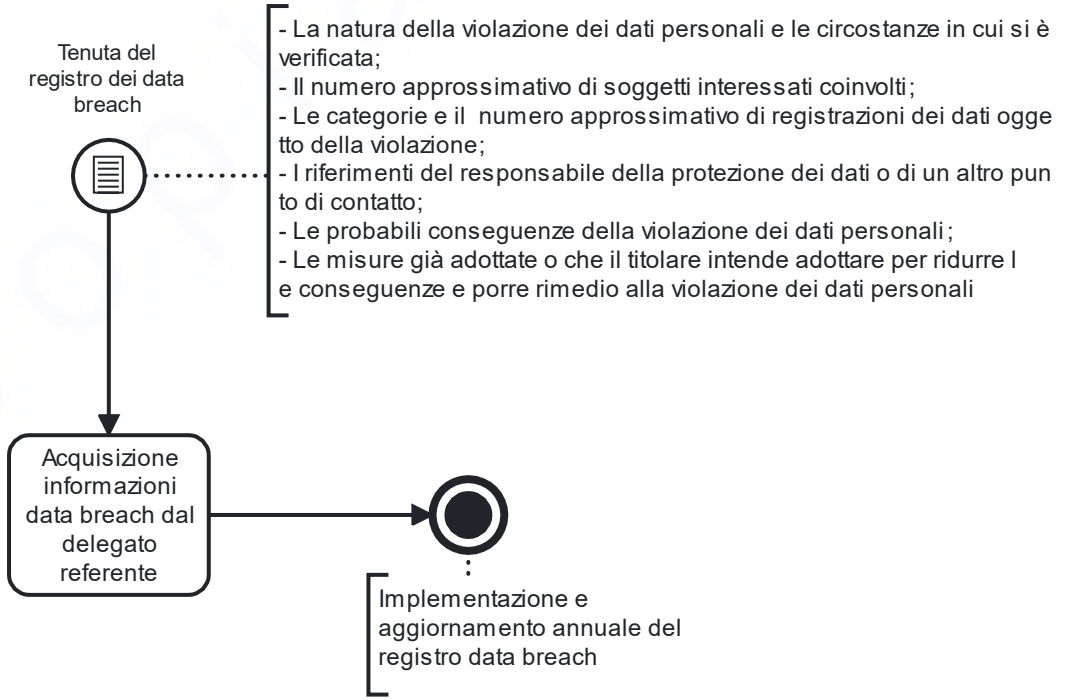 Tenuta del
registro dei data
breach
- La natura della violazione dei dati personali e le circostanze in cui si è
verificata;
- Il numero approssimativo di soggetti interessati coinvolti;
- Le categorie e il numero approssimativo di registrazioni dei dati ogge
tto della violazione;
- I riferimenti del responsabile della protezione dei dati o di un altro pun
to di contatto;
- Le probabili conseguenze della violazione dei dati personali;
- Le misure già adottate o che il titolare intende adottare per ridurre l
e conseguenze e porre rimedio alla violazione dei dati personali
Acquisizione
informazioni
data breach dal
delegato
referente
Implementazione e
aggiornamento annuale del
registro data breach